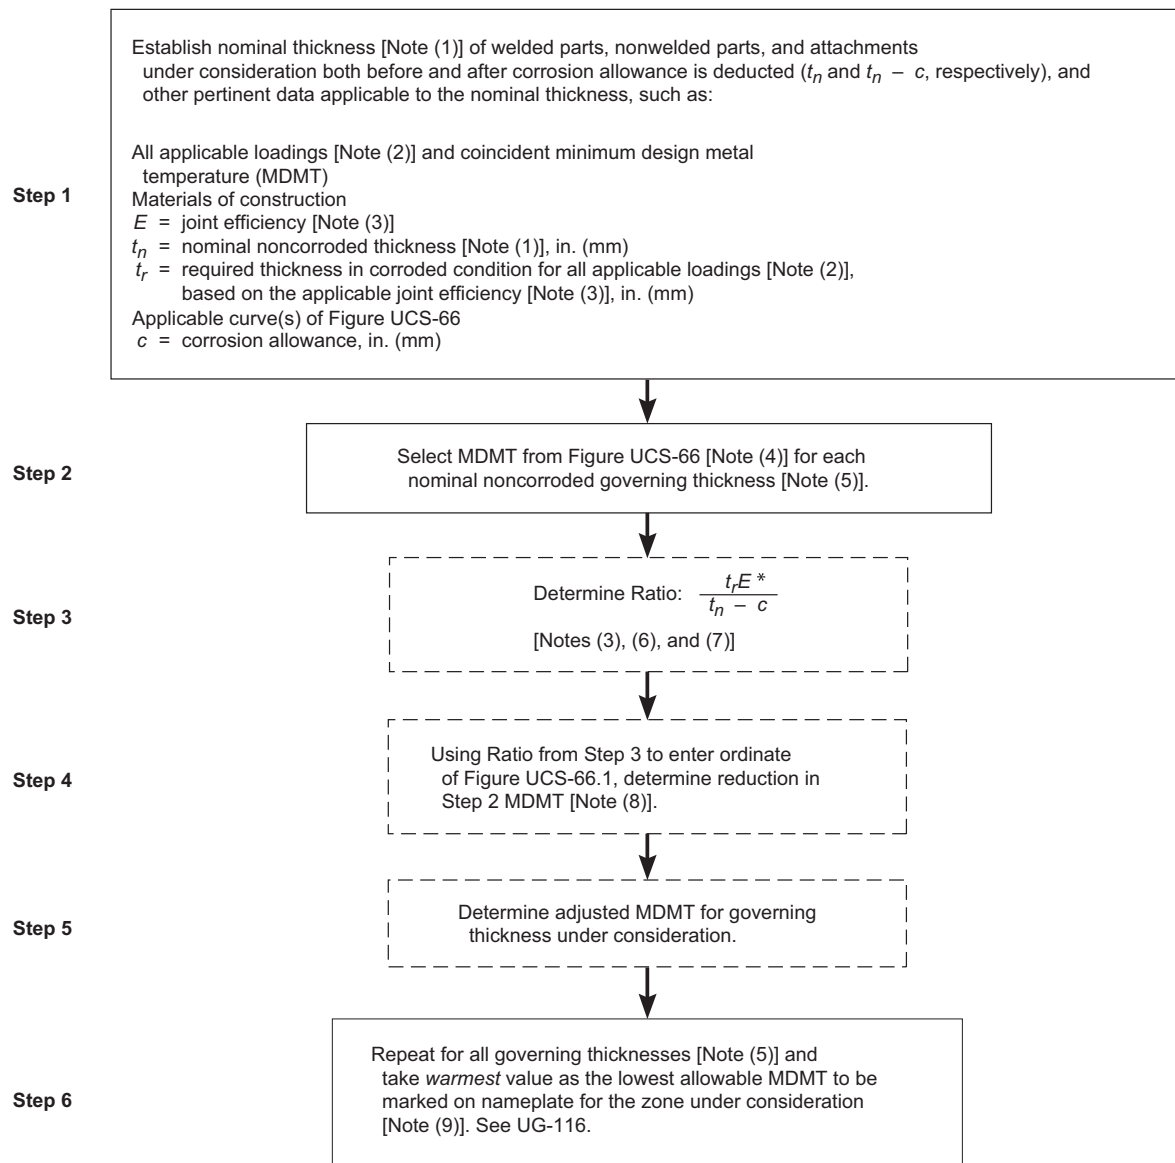 Establish nominal thickness [Note (1)] of welded parts, nonwelded parts, and attachments
under consideration both before and after corrosion allowance is deducted (tn and tn – c, respectively), and
other pertinent data applicable to the nominal thickness, such as:
All applicable loadings [Note (2)] and coincident minimum design metal
temperature (MDMT)
Step 1
Materials of construction
E = joint efficiency [Note (3)]
tn = nominal noncorroded thickness [Note (1)], in. (mm)
tr = required thickness in corroded condition for all applicable loadings [Note (2)],
based on the applicable joint efficiency [Note (3)], in. (mm)
Applicable curve(s) of Figure UCS-66
c = corrosion allowance, in. (mm)
Step 2
Select MDMT from Figure UCS-66 [Note (4)] for each
nominal noncorroded governing thickness [Note (5)].
Step 3
Determine Ratio: trE*
tn – c
[Notes (3), (6), and (7)]
Step 4
Using Ratio from Step 3 to enter ordinate
of Figure UCS-66.1, determine reduction in
Step 2 MDMT [Note (8)].
Step 5
Determine adjusted MDMT for governing
thickness under consideration.
Step 6
Repeat for all governing thicknesses [Note (5)] and
take warmest value as the lowest allowable MDMT to be
marked on nameplate for the zone under consideration
[Note (9)]. See UG-116.